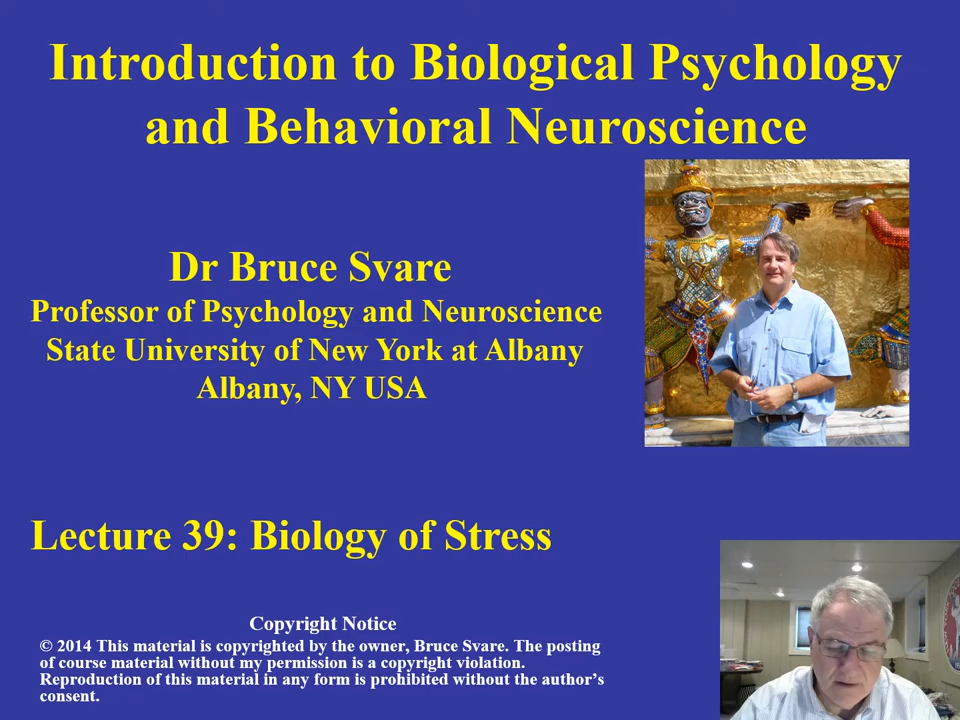 Introduction to Biological Psychology
and Behavioral Neuroscience
Dr Bruce Svare
Professor of Psychology and Neuroscience
State University of New York at Albany
Albany, NY USA
Lecture 39: Biology of Stress
Copyright Notice
© 2014 This material is copyrighted by the owner, Bruce Svare. The posting
of course material without my permission is a copyright violation.
Reproduction of this material in any form is prohibited without the author’s
consent.